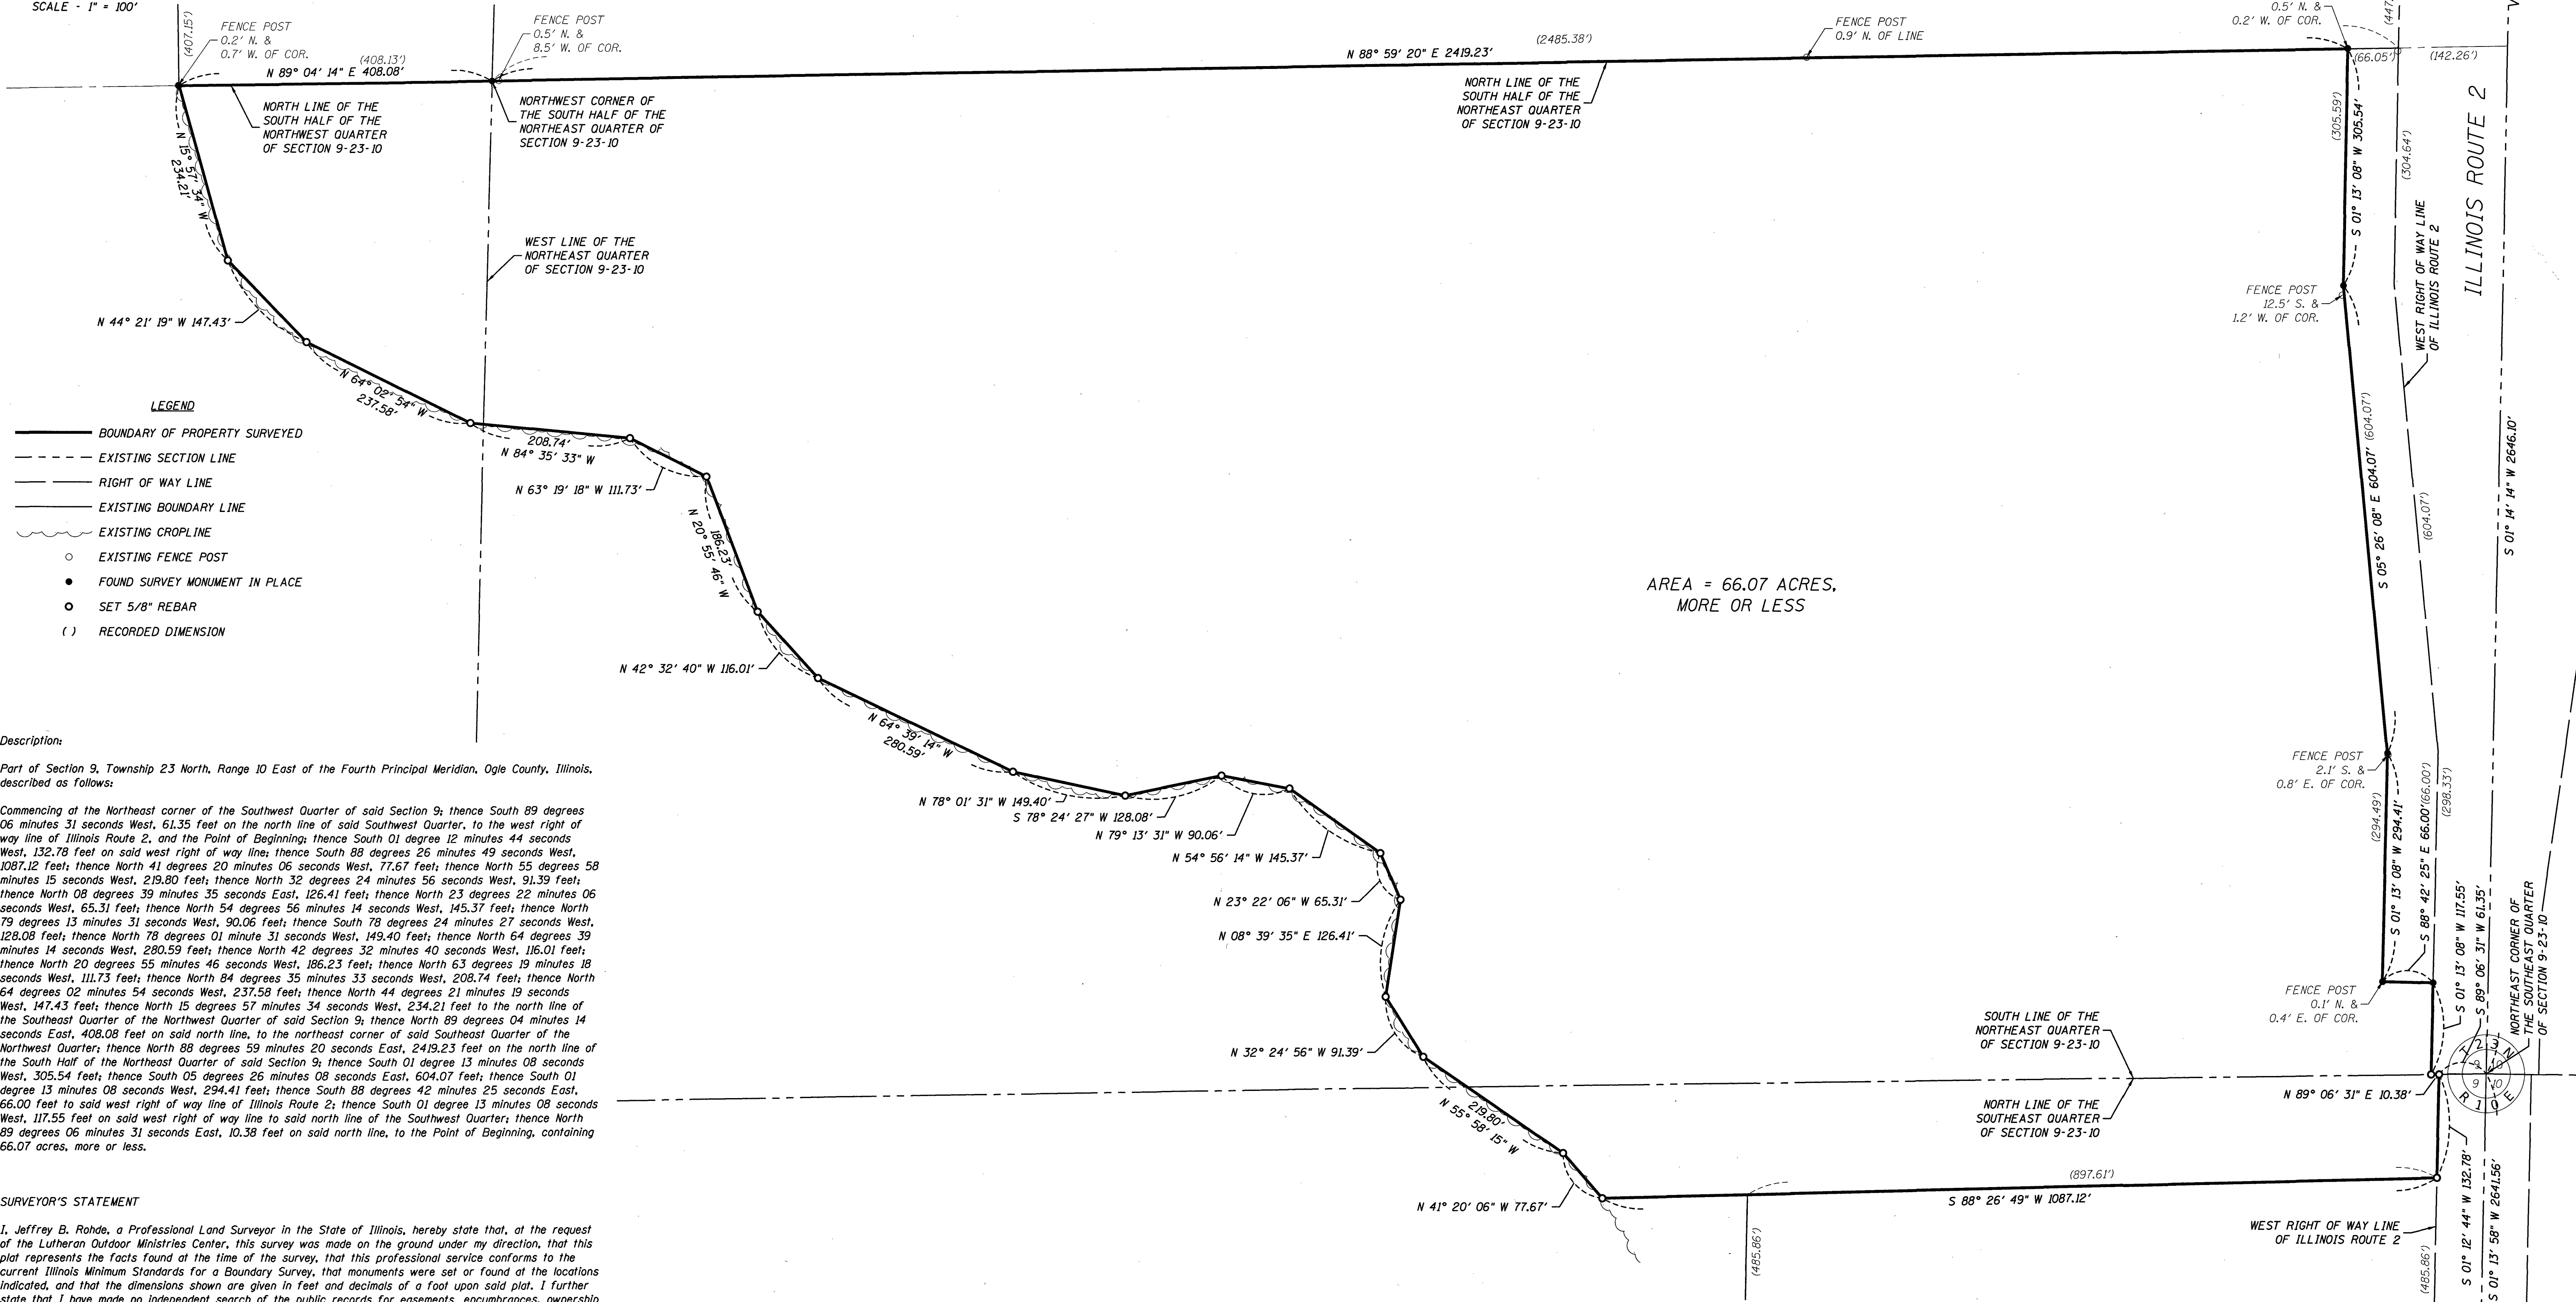 SCALE - 1" = 100'
(407.15')
FENCE POST
0.2' N. &
0.7' W. OF COR.
(408.13')
N 89° 04' 14" E 408.08'
FENCE POST
0.5' N. &
8.5' W. OF COR.
(2485.38')
N 88° 59' 20" E 2419.23'
FENCE POST
0.9' N. OF LINE
0.5' N. &
0.2' W. OF COR.
(66.05')
(142.26')
NORTH LINE OF THE
SOUTH HALF OF THE
NORTHWEST QUARTER
OF SECTION 9-23-10
NORTHWEST CORNER OF
THE SOUTH HALF OF THE
NORTHEAST QUARTER OF
SECTION 9-23-10
NORTH LINE OF THE
SOUTH HALF OF THE
NORTHEAST QUARTER
OF SECTION 9-23-10
(305.59')
S 01° 13' 08" W 305.54'
(304.64')
WEST RIGHT OF WAY LINE
OF ILLINOIS ROUTE 2
ILLINOIS ROUTE 2
N 15° 57' 34" W
234.21'
WEST LINE OF THE
NORTHEAST QUARTER
OF SECTION 9-23-10
FENCE POST
12.5' S. &
1.2' W. OF COR.
N 44° 21' 19" W 147.43'
N 64° 02' 54" W
237.58'
208.74'
N 84° 35' 33" W
N 63° 19' 18" W 111.73'
186.23'
N 20° 55' 46" W
S 05° 26' 08" E 604.07' (604.07')
(604.07')
S 01° 14' 14" W 2646.10'
LEGEND
BOUNDARY OF PROPERTY SURVEYED
EXISTING SECTION LINE
RIGHT OF WAY LINE
EXISTING BOUNDARY LINE
EXISTING CROPLINE
EXISTING FENCE POST
FOUND SURVEY MONUMENT IN PLACE
SET 5/8" REBAR
( ) RECORDED DIMENSION
AREA = 66.07 ACRES,
MORE OR LESS
N 42° 32' 40" W 116.01'
N 64° 39' 14" W
280.59'
N 78° 01' 31" W 149.40'
S 78° 24' 27" W 128.08'
N 79° 13' 31" W 90.06'
N 54° 56' 14" W 145.37'
N 23° 22' 06" W 65.31'
N 08° 39' 35" E 126.41'
N 32° 24' 56" W 91.39'
219.80'
N 55° 58' 15" W
N 41° 20' 06" W 77.67'
FENCE POST
2.1' S. &
0.8' E. OF COR.
(294.49')
S 01° 13' 08" W 294.41'
S 88° 42' 25" E 66.00' (66.00')
(298.33')
S 01° 13' 08" W 117.55'
S 89° 06' 31" W 61.35'
NORTHEAST CORNER OF
THE SOUTHEAST QUARTER
OF SECTION 9-23-10
FENCE POST
0.1' N. &
0.4' E. OF COR.
SOUTH LINE OF THE
NORTHEAST QUARTER
OF SECTION 9-23-10
NORTH LINE OF THE
SOUTHEAST QUARTER
OF SECTION 9-23-10
T 23 N
9 10
9 10
R 10 E
N 89° 06' 31" E 10.38'
(897.61')
S 88° 26' 49" W 1087.12'
(485.86')
WEST RIGHT OF WAY LINE
OF ILLINOIS ROUTE 2
(485.86')
S 01° 12' 44" W 132.78'
S 01° 13' 58" W 2641.56'
Description:
Part of Section 9, Township 23 North, Range 10 East of the Fourth Principal Meridian, Ogle County, Illinois,
described as follows:
Commencing at the Northeast corner of the Southwest Quarter of said Section 9; thence South 89 degrees
06 minutes 31 seconds West, 61.35 feet on the north line of said Southwest Quarter, to the west right of
way line of Illinois Route 2, and the Point of Beginning; thence South 01 degree 12 minutes 44 seconds
West, 132.78 feet on said west right of way line; thence South 88 degrees 26 minutes 49 seconds West,
1087.12 feet; thence North 41 degrees 20 minutes 06 seconds West, 77.67 feet; thence North 55 degrees 58
minutes 15 seconds West, 219.80 feet; thence North 32 degrees 24 minutes 56 seconds West, 91.39 feet;
thence North 08 degrees 39 minutes 35 seconds East, 126.41 feet; thence North 23 degrees 22 minutes 06
seconds West, 65.31 feet; thence North 54 degrees 56 minutes 14 seconds West, 145.37 feet; thence North
79 degrees 13 minutes 31 seconds West, 90.06 feet; thence South 78 degrees 24 minutes 27 seconds West,
128.08 feet; thence North 78 degrees 01 minute 31 seconds West, 149.40 feet; thence North 64 degrees 39
minutes 14 seconds West, 280.59 feet; thence North 42 degrees 32 minutes 40 seconds West, 116.01 feet;
thence North 20 degrees 55 minutes 46 seconds West, 186.23 feet; thence North 63 degrees 19 minutes 18
seconds West, 111.73 feet; thence North 84 degrees 35 minutes 33 seconds West, 208.74 feet; thence North
64 degrees 02 minutes 54 seconds West, 237.58 feet; thence North 44 degrees 21 minutes 19 seconds
West, 147.43 feet; thence North 15 degrees 57 minutes 34 seconds West, 234.21 feet to the north line of
the Southeast Quarter of the Northwest Quarter of said Section 9; thence North 89 degrees 04 minutes 14
seconds East, 408.08 feet on said north line, to the northeast corner of said Southeast Quarter of the
Northwest Quarter; thence North 88 degrees 59 minutes 20 seconds East, 2419.23 feet on the north line of
the South Half of the Northeast Quarter of said Section 9; thence South 01 degree 13 minutes 08 seconds
West, 305.54 feet; thence South 05 degrees 26 minutes 08 seconds East, 604.07 feet; thence South 01
degree 13 minutes 08 seconds West, 294.41 feet; thence South 88 degrees 42 minutes 25 seconds East,
66.00 feet to said west right of way line of Illinois Route 2; thence South 01 degree 13 minutes 08 seconds
West, 117.55 feet on said west right of way line to said north line of the Southwest Quarter; thence North
89 degrees 06 minutes 31 seconds East, 10.38 feet on said north line, to the Point of Beginning, containing
66.07 acres, more or less.
SURVEYOR'S STATEMENT
I, Jeffrey B. Rohde, a Professional Land Surveyor in the State of Illinois, hereby state that, at the request
of the Lutheran Outdoor Ministries Center, this survey was made on the ground under my direction, that this
plat represents the facts found at the time of the survey, that this professional service conforms to the
current Illinois Minimum Standards for a Boundary Survey, that monuments were set or found at the locations
indicated, and that the dimensions shown are given in feet and decimals of a foot upon said plat. I further
state that I have made no independent search of the public records for easements, encumbrances, ownership